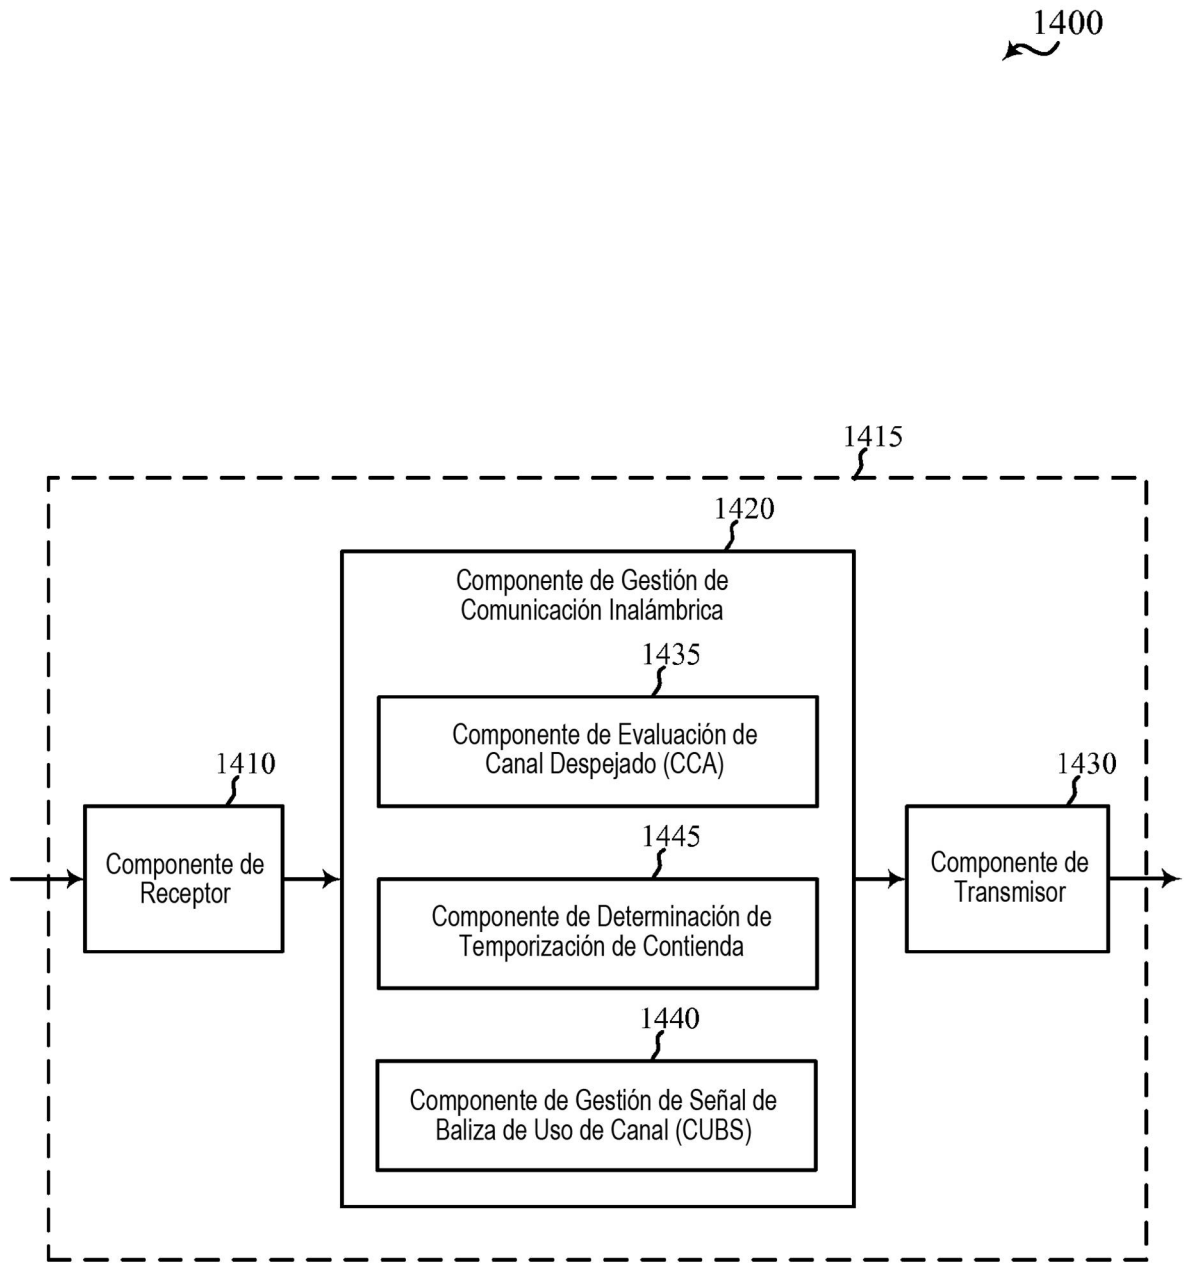 1400
1415
1420
Componente de Gestión de
Comunicación Inalámbrica
1435
Componente de Evaluación de
Canal Despejado (CCA)
1410
Componente de
Receptor
1445
Componente de Determinación de
Temporización de Contienda
1430
Componente de
Transmisor
1440
Componente de Gestión de Señal de
Baliza de Uso de Canal (CUBS)